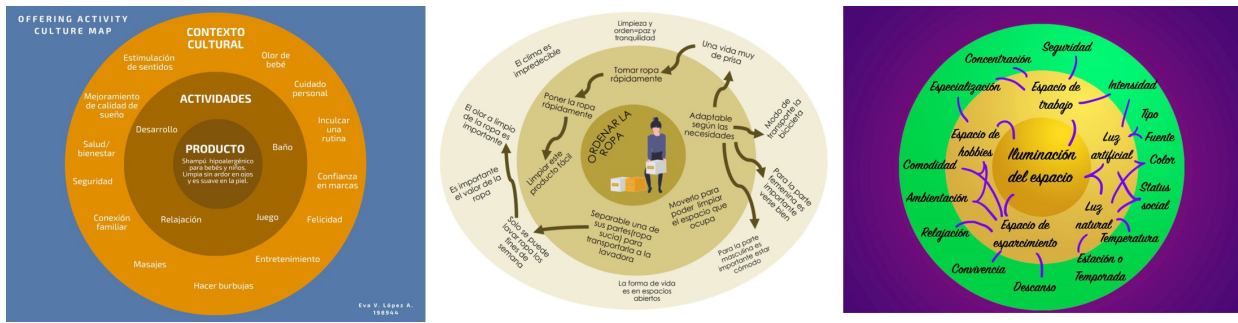 OFFERING ACTIVITY
CULTURE MAP
CONTEXTO
CULTURAL
Estimulación
de sentidos
Olor de
bebé
Cuidado
personal
Mejoramiento
de calidad de
sueño
Inculcar
una
rutina
Salud/
bienestar
Confianza
en marcas
Seguridad
Conexión
familiar
Felicidad
Masajes
Entretenimiento
Hacer burbujas
ACTIVIDADES
Desarrollo
Baño
Relajación
Juego
PRODUCTO
Shampú hipoalergénico
para bebés y niños.
Limpia sin ardor en ojos
y es suave en la piel.
Eva V. López A.
198944
Limpieza y
orden=paz y
tranquilidad
El clima es
impredecible
Una vida muy
de prisa
Tomar ropa
rápidamente
Poner la ropa
rápidamente
El olor a limpio
de la ropa es
importante
ORDENAR LA
ROPA
Adaptable
según las
necesidades
Modo de
transporte la
bicicleta
Limpiar este
producto fácil
Es importante
el valor de la
ropa
Para la parte
femenina es
importante
verse bien
Moverlo para
poder limpiar
el espacio que
ocupa
Separable una de
sus partes(ropa
sucia) para
transportarla a la
lavadora
Solo se puede
lavar ropa los
fines de
semana
Para la parte
masculina es
importante estar
cómodo
La forma de vida
es en espacios
abiertos
Seguridad
Concentración
Especialización
Espacio de
trabajo
Intensidad
Tipo
Fuente
Espacio de
hobbies
Luz
artificial
Color
Iluminación
del espacio
Comodidad
Status
social
Ambientación
Luz
natural
Espacio de
esparcimiento
Relajación
Temperatura
Estación o
Temporada
Convivencia
Descanso